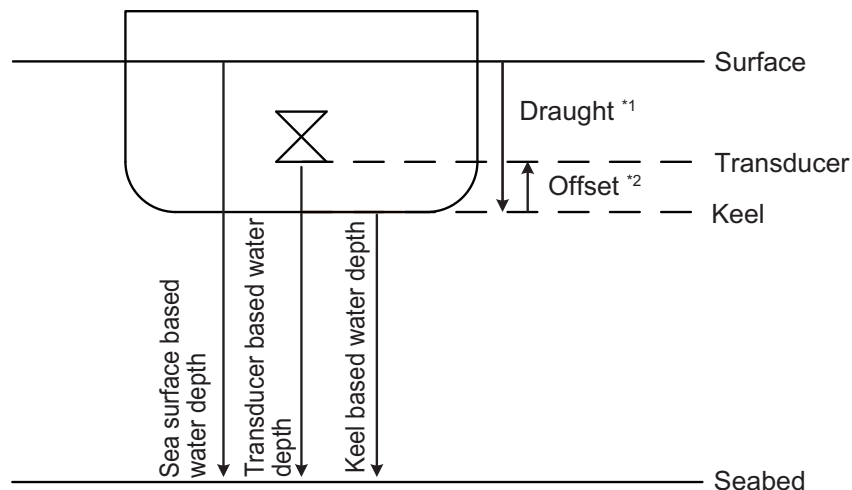 Surface
Draught *1
Transducer
Offset *2
Keel
Sea surface based
water depth
Transducer based water
depth
Keel based water depth
Seabed